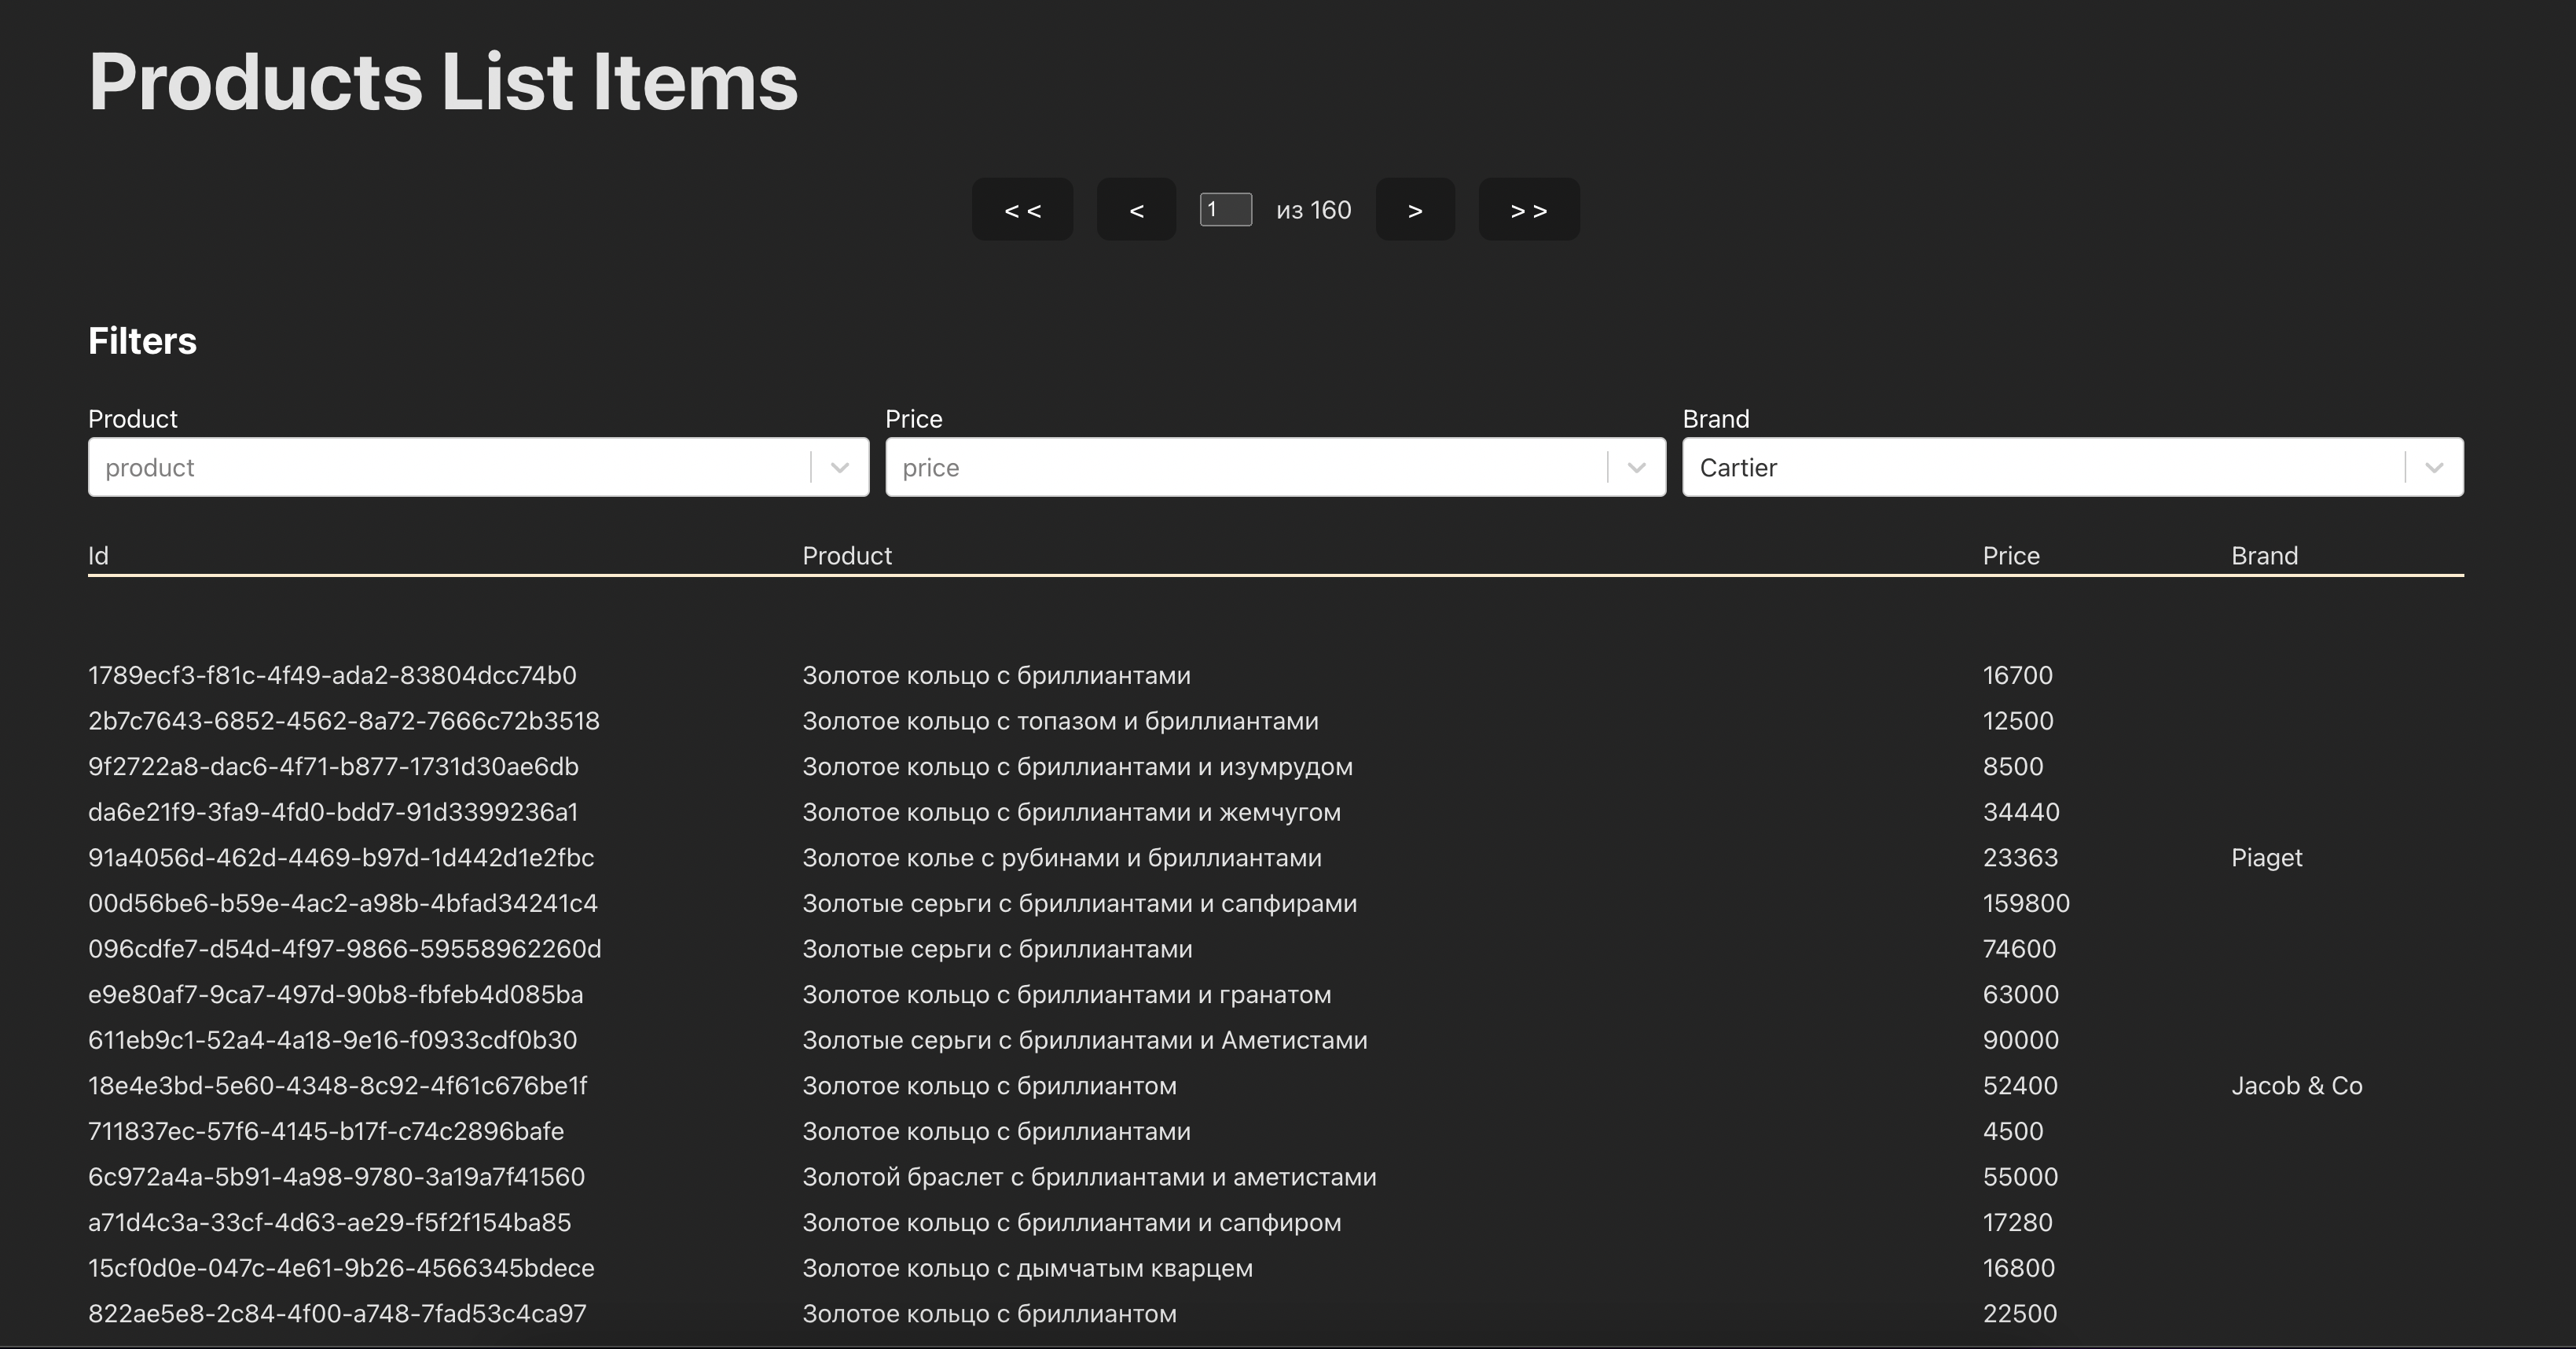 Products List Items
< < < 1 из 160 > > >
Filters
Product Price Brand
product price Cartier
Id Product Price Brand
1789ecf3-f81c-4f49-ada2-83804dcc74b0 Золотое кольцо с бриллиантами 16700
2b7c7643-6852-4562-8a72-7666c72b3518 Золотое кольцо с топазом и бриллиантами 12500
9f2722a8-dac6-4f71-b877-1731d30ae6db Золотое кольцо с бриллиантами и изумрудом 8500
da6e21f9-3fa9-4fd0-bdd7-91d3399236a1 Золотое кольцо с бриллиантами и жемчугом 34440
91a4056d-462d-4469-b97d-1d442d1e2fbc Золотое колье с рубинами и бриллиантами 23363 Piaget
00d56be6-b59e-4ac2-a98b-4bfad34241c4 Золотые серьги с бриллиантами и сапфирами 159800
096cdfe7-d54d-4f97-9866-59558962260d Золотые серьги с бриллиантами 74600
e9e80af7-9ca7-497d-90b8-fbfeb4d085ba Золотое кольцо с бриллиантами и гранатом 63000
611eb9c1-52a4-4a18-9e16-f0933cdf0b30 Золотые серьги с бриллиантами и Аметистами 90000
18e4e3bd-5e60-4348-8c92-4f61c676be1f Золотое кольцо с бриллиантом 52400 Jacob & Co
711837ec-57f6-4145-b17f-c74c2896bafe Золотое кольцо с бриллиантами 4500
6c972a4a-5b91-4a98-9780-3a19a7f41560 Золотой браслет с бриллиантами и аметистами 55000
a71d4c3a-33cf-4d63-ae29-f5f2f154ba85 Золотое кольцо с бриллиантами и сапфиром 17280
15cf0d0e-047c-4e61-9b26-4566345bdece Золотое кольцо с дымчатым кварцем 16800
822ae5e8-2c84-4f00-a748-7fad53c4ca97 Золотое кольцо с бриллиантом 22500